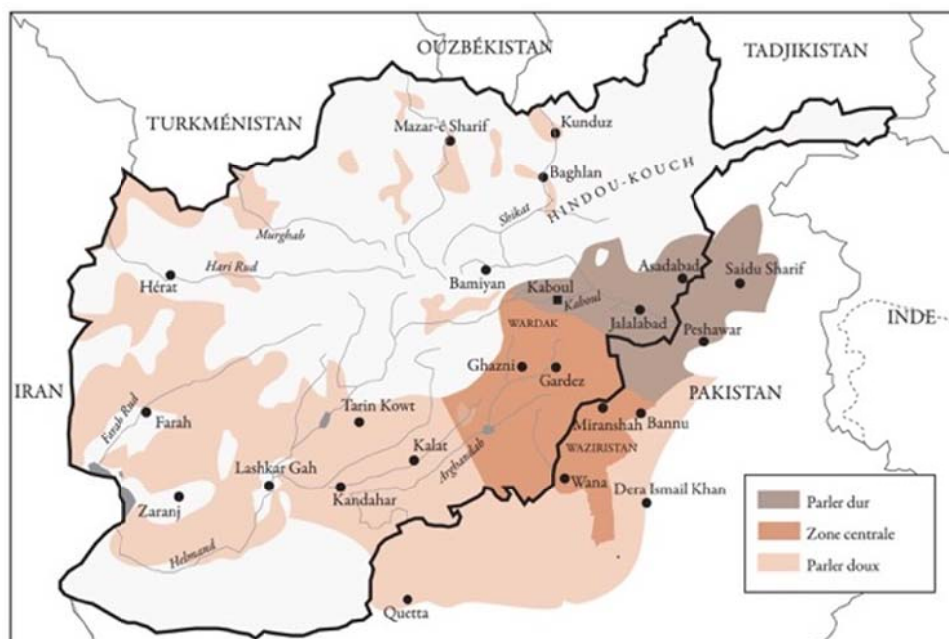 OUZBÉKISTAN
TADJIKISTAN
TURKMÉNISTAN
Mazar-ê Sharif
Kunduz
Baghlan
HINDOU-KOUCH
Shikat
Murghab
Hari Rud
Hérat
Bamiyan
Kaboul
Kaboul
Asadabad
Saidu Sharif
Jalalabad
Peshawar
INDE
WARDAK
Ghazni
Gardez
IRAN
PAKISTAN
Farah Rud
Farah
Tarin Kowt
Miranshah
Bannu
Kalat
Arghandab
WAZIRISTAN
Lashkar Gah
Wana
Kandahar
Dera Ismail Khan
Zaranj
Helmand
Quetta
Parler dur
Zone centrale
Parler doux